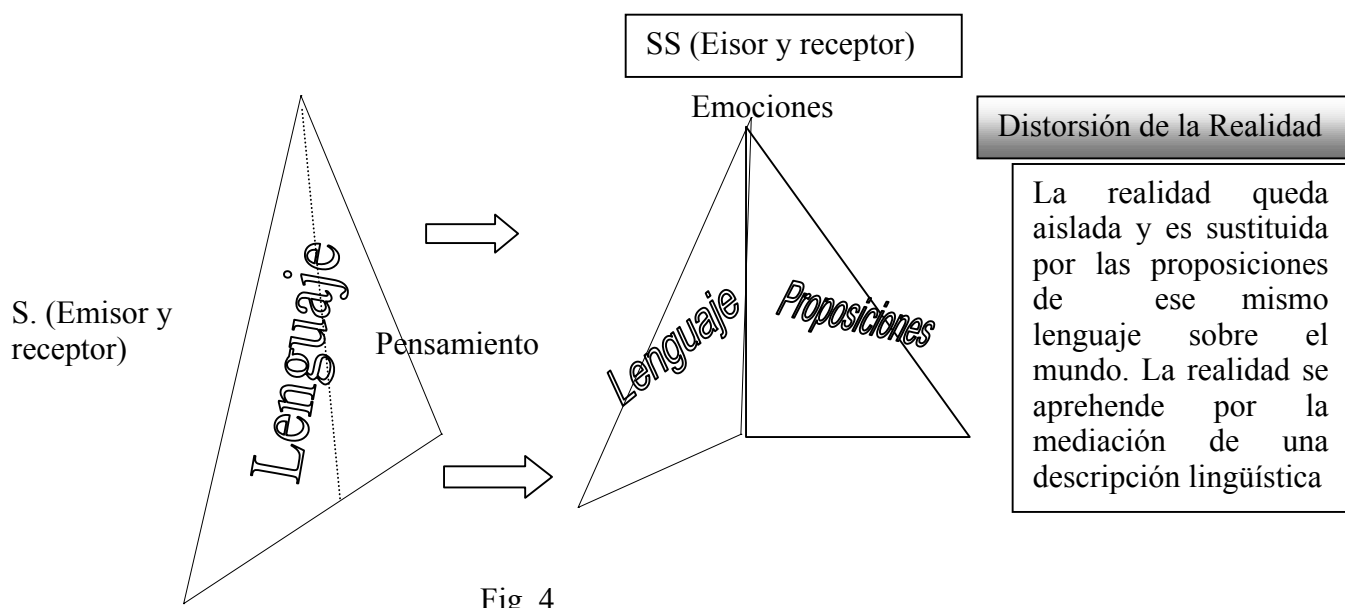 SS (Eisor y receptor)
Emociones
Distorsión de la Realidad
La realidad queda
aislada y es sustituida
por las proposiciones
de ese mismo
lenguaje sobre el
mundo. La realidad se
aprehende por la
mediación de una
descripción lingüística
S. (Emisor y
receptor)
Lenguaje
Pensamiento
Lenguaje
Proposiciones
Fig 4